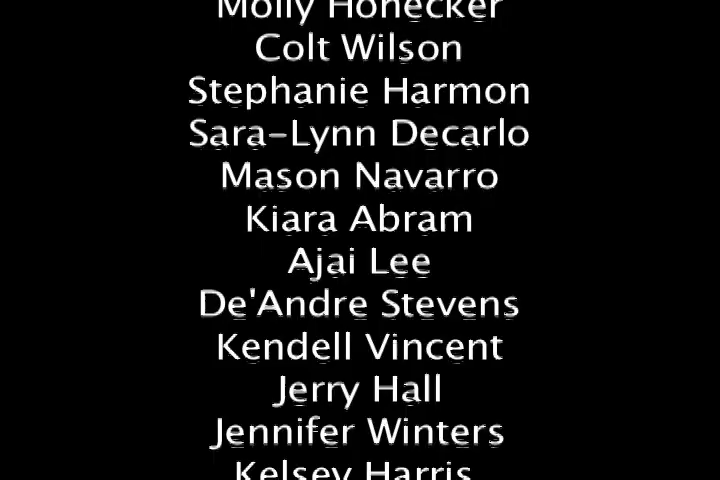 Molly Honecker
Colt Wilson
Stephanie Harmon
Sara-Lynn Decarlo
Mason Navarro
Kiara Abram
Ajai Lee
De'Andre Stevens
Kendell Vincent
Jerry Hall
Jennifer Winters
Kelsey Harris